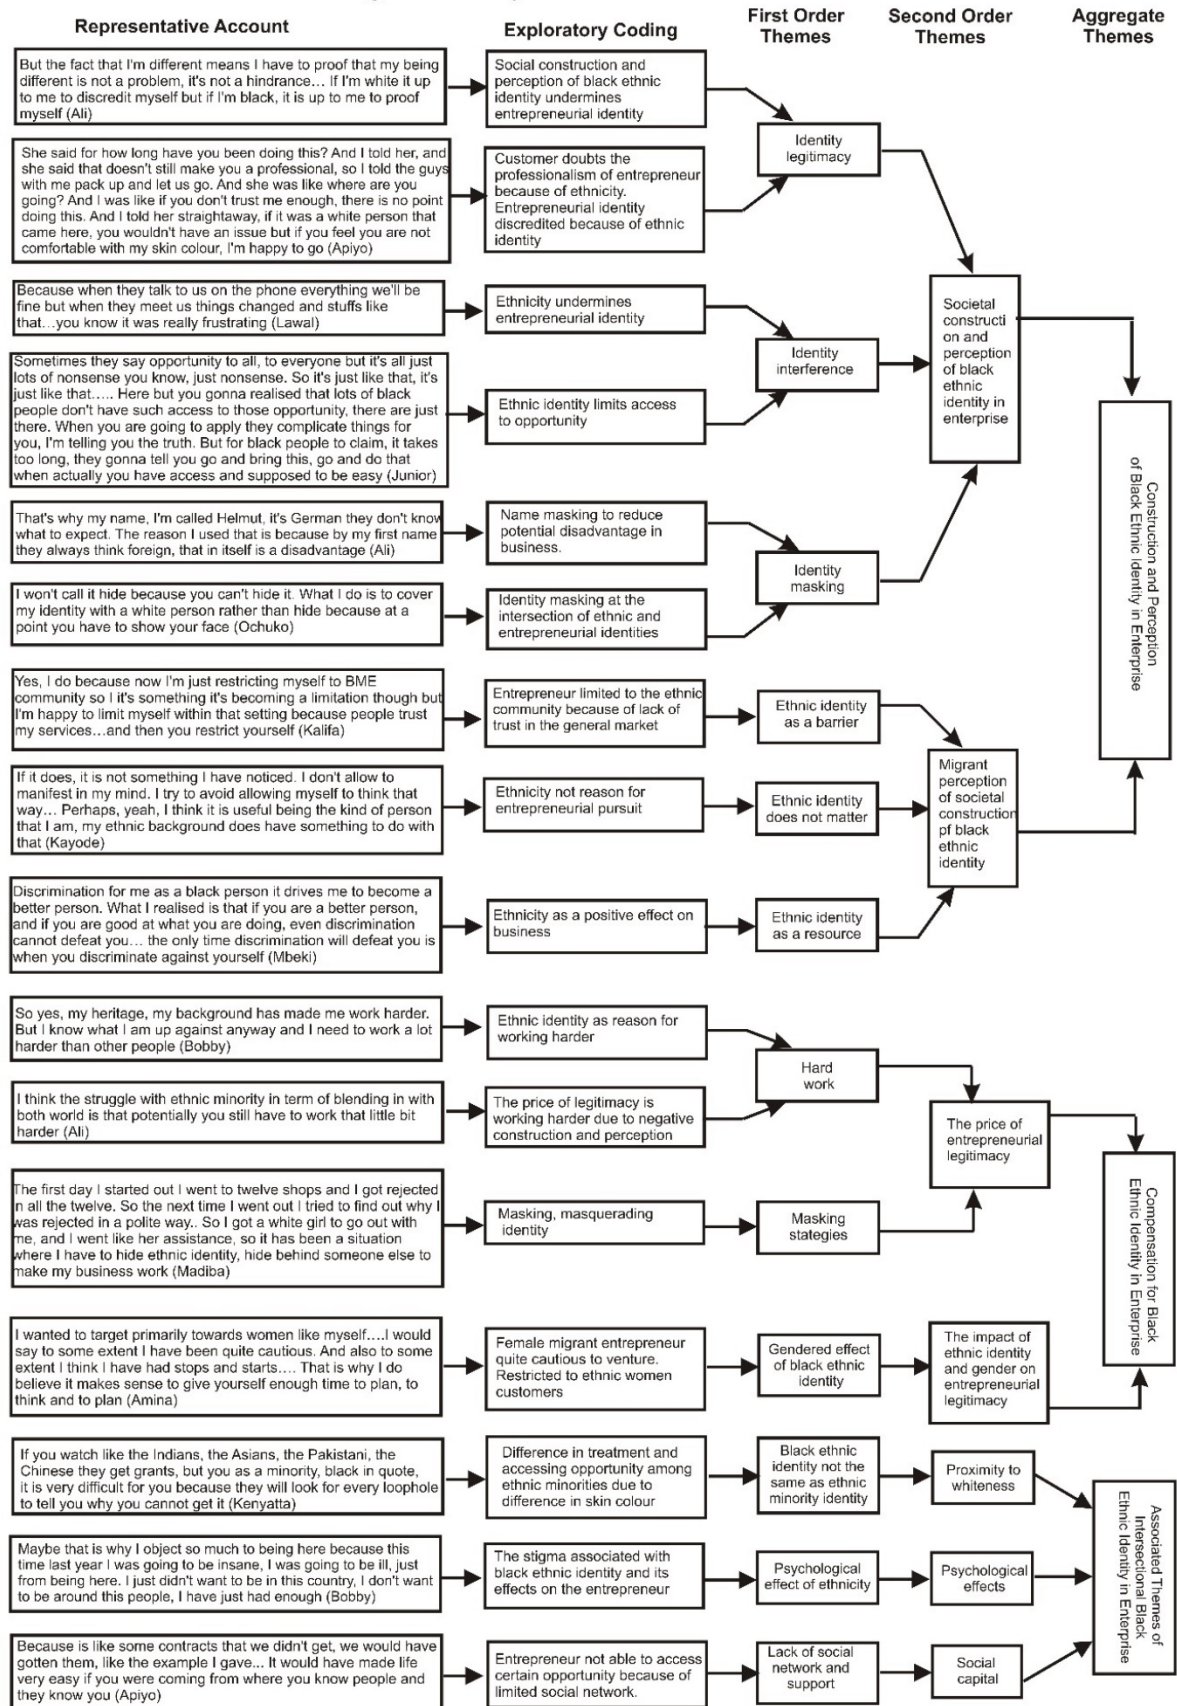 Representative Account
Exploratory Coding
First Order
Themes
Second Order
Themes
Aggregate
Themes
But the fact that I'm different means I have to proof that my being
different is not a problem, it's not a hindrance... If I'm white it up
to me to discredit myself but if I'm black, it is up to me to proof
myself (Ali)
Social construction and
perception of black ethnic
identity undermines
entrepreneurial identity
She said for how long have you been doing this? And I told her, and
she said that doesn't still make you a professional, so I told the guys
with me pack up and let us go. And she was like where are you
going? And I was like if you don't trust me enough, there is no point
doing this. And I told her straightaway, if it was a white person that
came here, you wouldn't have an issue but if you feel you are not
comfortable with my skin colour, I'm happy to go (Apiyo)
Customer doubts the
professionalism of entrepreneur
because of ethnicity.
Entrepreneurial identity
discredited because of ethnic
identity
Identity
legitimacy
Because when they talk to us on the phone everything we'll be
fine but when they meet us things changed and stuffs like
that...you know it was really frustrating (Lawal)
Ethnicity undermines
entrepreneurial identity
Sometimes they say opportunity to all, to everyone but it's all just
lots of nonsense you know, just nonsense. So it's just like that, it's
just like that..... Here but you gonna realised that lots of black
people don't have such access to those opportunity, there are just
there. When you are going to apply they complicate things for
you, I'm telling you the truth. But for black people to claim, it takes
too long, they gonna tell you go and bring this, go and do that
when actually you have access and supposed to be easy (Junior)
Ethnic identity limits access
to opportunity
Identity
interference
Societal
constructi
on and
perception
of black
ethnic
identity in
enterprise
That's why my name, I'm called Helmut, it's German they don't know
what to expect. The reason I used that is because by my first name
they always think foreign, that in itself is a disadvantage (Ali)
Name masking to reduce
potential disadvantage in
business.
I won't call it hide because you can't hide it. What I do is to cover
my identity with a white person rather than hide because at a
point you have to show your face (Ochuko)
Identity masking at the
intersection of ethnic and
entrepreneurial identities
Identity
masking
Construction and Perception
of Black Ethnic Identity in Enterprise
Yes, I do because now I'm just restricting myself to BME
community so I it's something it's becoming a limitation though but
I'm happy to limit myself within that setting because people trust
my services...and then you restrict yourself (Kalifa)
Entrepreneur limited to the ethnic
community because of lack of
trust in the general market
Ethnic identity
as a barrier
If it does, it is not something I have noticed. I don't allow to
manifest in my mind. I try to avoid allowing myself to think that
way... Perhaps, yeah, I think it is useful being the kind of person
that I am, my ethnic background does have something to do with
that (Kayode)
Ethnicity not reason for
entrepreneurial pursuit
Ethnic identity
does not matter
Migrant
perception
of societal
construction
pf black
ethnic
identity
Discrimination for me as a black person it drives me to become a
better person. What I realised is that if you are a better person,
and if you are good at what you are doing, even discrimination
cannot defeat you... the only time discrimination will defeat you is
when you discriminate against yourself (Mbeki)
Ethnicity as a positive effect on
business
Ethnic identity
as a resource
So yes, my heritage, my background has made me work harder.
But I know what I am up against anyway and I need to work a lot
harder than other people (Bobby)
Ethnic identity as reason for
working harder
I think the struggle with ethnic minority in term of blending in with
both world is that potentially you still have to work that little bit
harder (Ali)
The price of legitimacy is
working harder due to negative
construction and perception
Hard
work
The price of
entrepreneurial
legitimacy
The first day I started out I went to twelve shops and I got rejected
in all the twelve. So the next time I went out I tried to find out why I
was rejected in a polite way.. So I got a white girl to go out with
me, and I went like her assistance, so it has been a situation
where I have to hide ethnic identity, hide behind someone else to
make my business work (Madiba)
Masking, masquerading
identity
Masking
stategies
Compensation for Black
Ethnic Identity in Enterprise
I wanted to target primarily towards women like myself....I would
say to some extent I have been quite cautious. And also to some
extent I think I have had stops and starts.... That is why I do
believe it makes sense to give yourself enough time to plan, to
think and to plan (Amina)
Female migrant entrepreneur
quite cautious to venture.
Restricted to ethnic women
customers
Gendered effect
of black ethnic
identity
The impact of
ethnic identity
and gender on
entrepreneurial
legitimacy
If you watch like the Indians, the Asians, the Pakistani, the
Chinese they get grants, but you as a minority, black in quote,
it is very difficult for you because they will look for every loophole
to tell you why you cannot get it (Kenyatta)
Difference in treatment and
accessing opportunity among
ethnic minorities due to
difference in skin colour
Black ethnic
identity not the
same as ethnic
minority identity
Proximity to
whiteness
Maybe that is why I object so much to being here because this
time last year I was going to be insane, I was going to be ill, just
from being here. I just didn't want to be in this country, I don't want
to be around this people, I have just had enough (Bobby)
The stigma associated with
black ethnic identity and its
effects on the entrepreneur
Psychological
effect of ethnicity
Psychological
effects
Associated Themes of
Intersectional Black
Ethnic Identity in Enterprise
Because is like some contracts that we didn't get, we would have
gotten them, like the example I gave... It would have made life
very easy if you were coming from where you know people and
they know you (Apiyo)
Entrepreneur not able to access
certain opportunity because of
limited social network.
Lack of social
network and
support
Social
capital